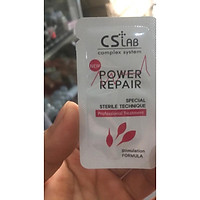 CS LAB
complex system
NEW
POWER
REPAIR
SPECIAL
STERILE TECHNIQUE
Professional Treatment
FORMULA